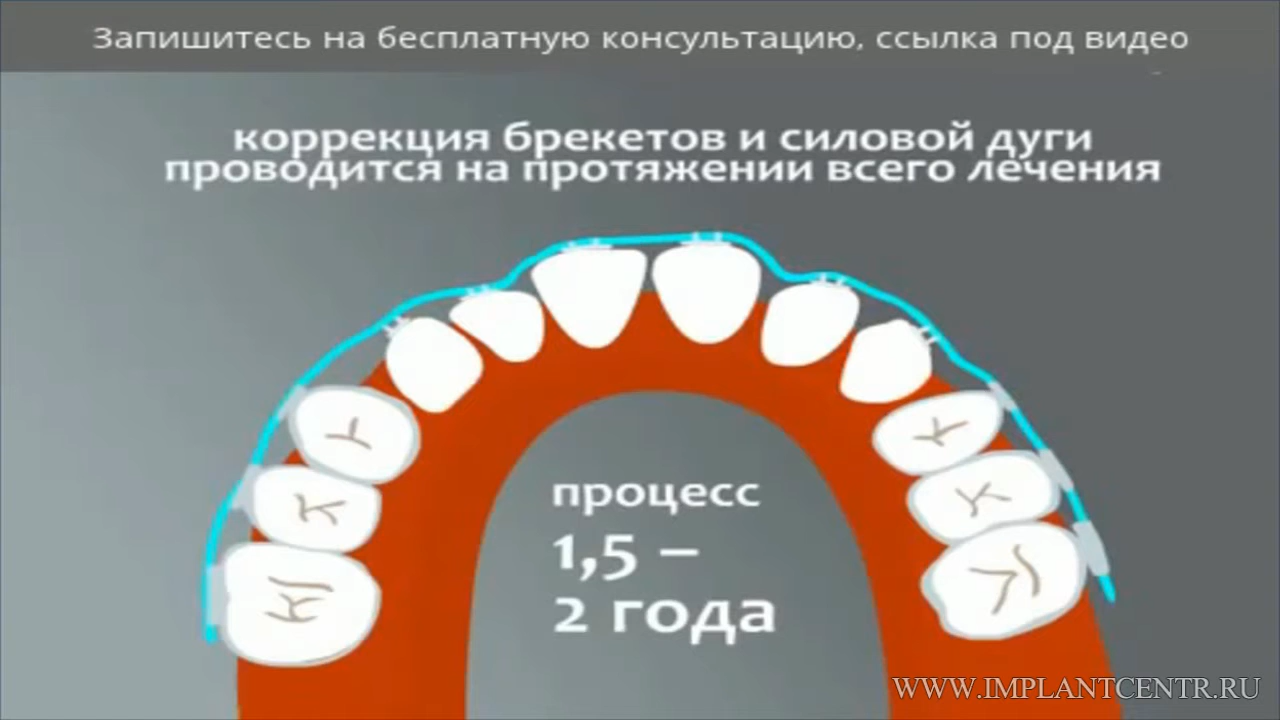 Запишитесь на бесплатную консультацию, ссылка под видео
коррекция брекетов и силовой дуги
проводится на протяжении всего лечения
процесс
1,5 –
2 года
WWW.IMPLANTCENTR.RU